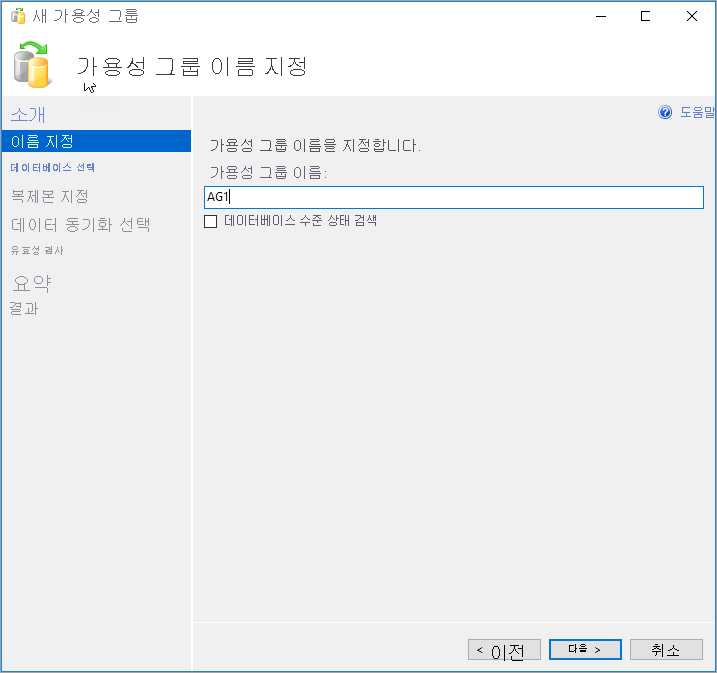 새 가용성 그룹
가용성 그룹 이름 지정
소개
이름 지정
데이터베이스 선택
복제본 지정
데이터 동기화 선택
유효성 검사
요약
결과
도움말
가용성 그룹 이름을 지정합니다.
가용성 그룹 이름:
AG1
데이터베이스 수준 상태 검색
< 이전
다음 >
취소